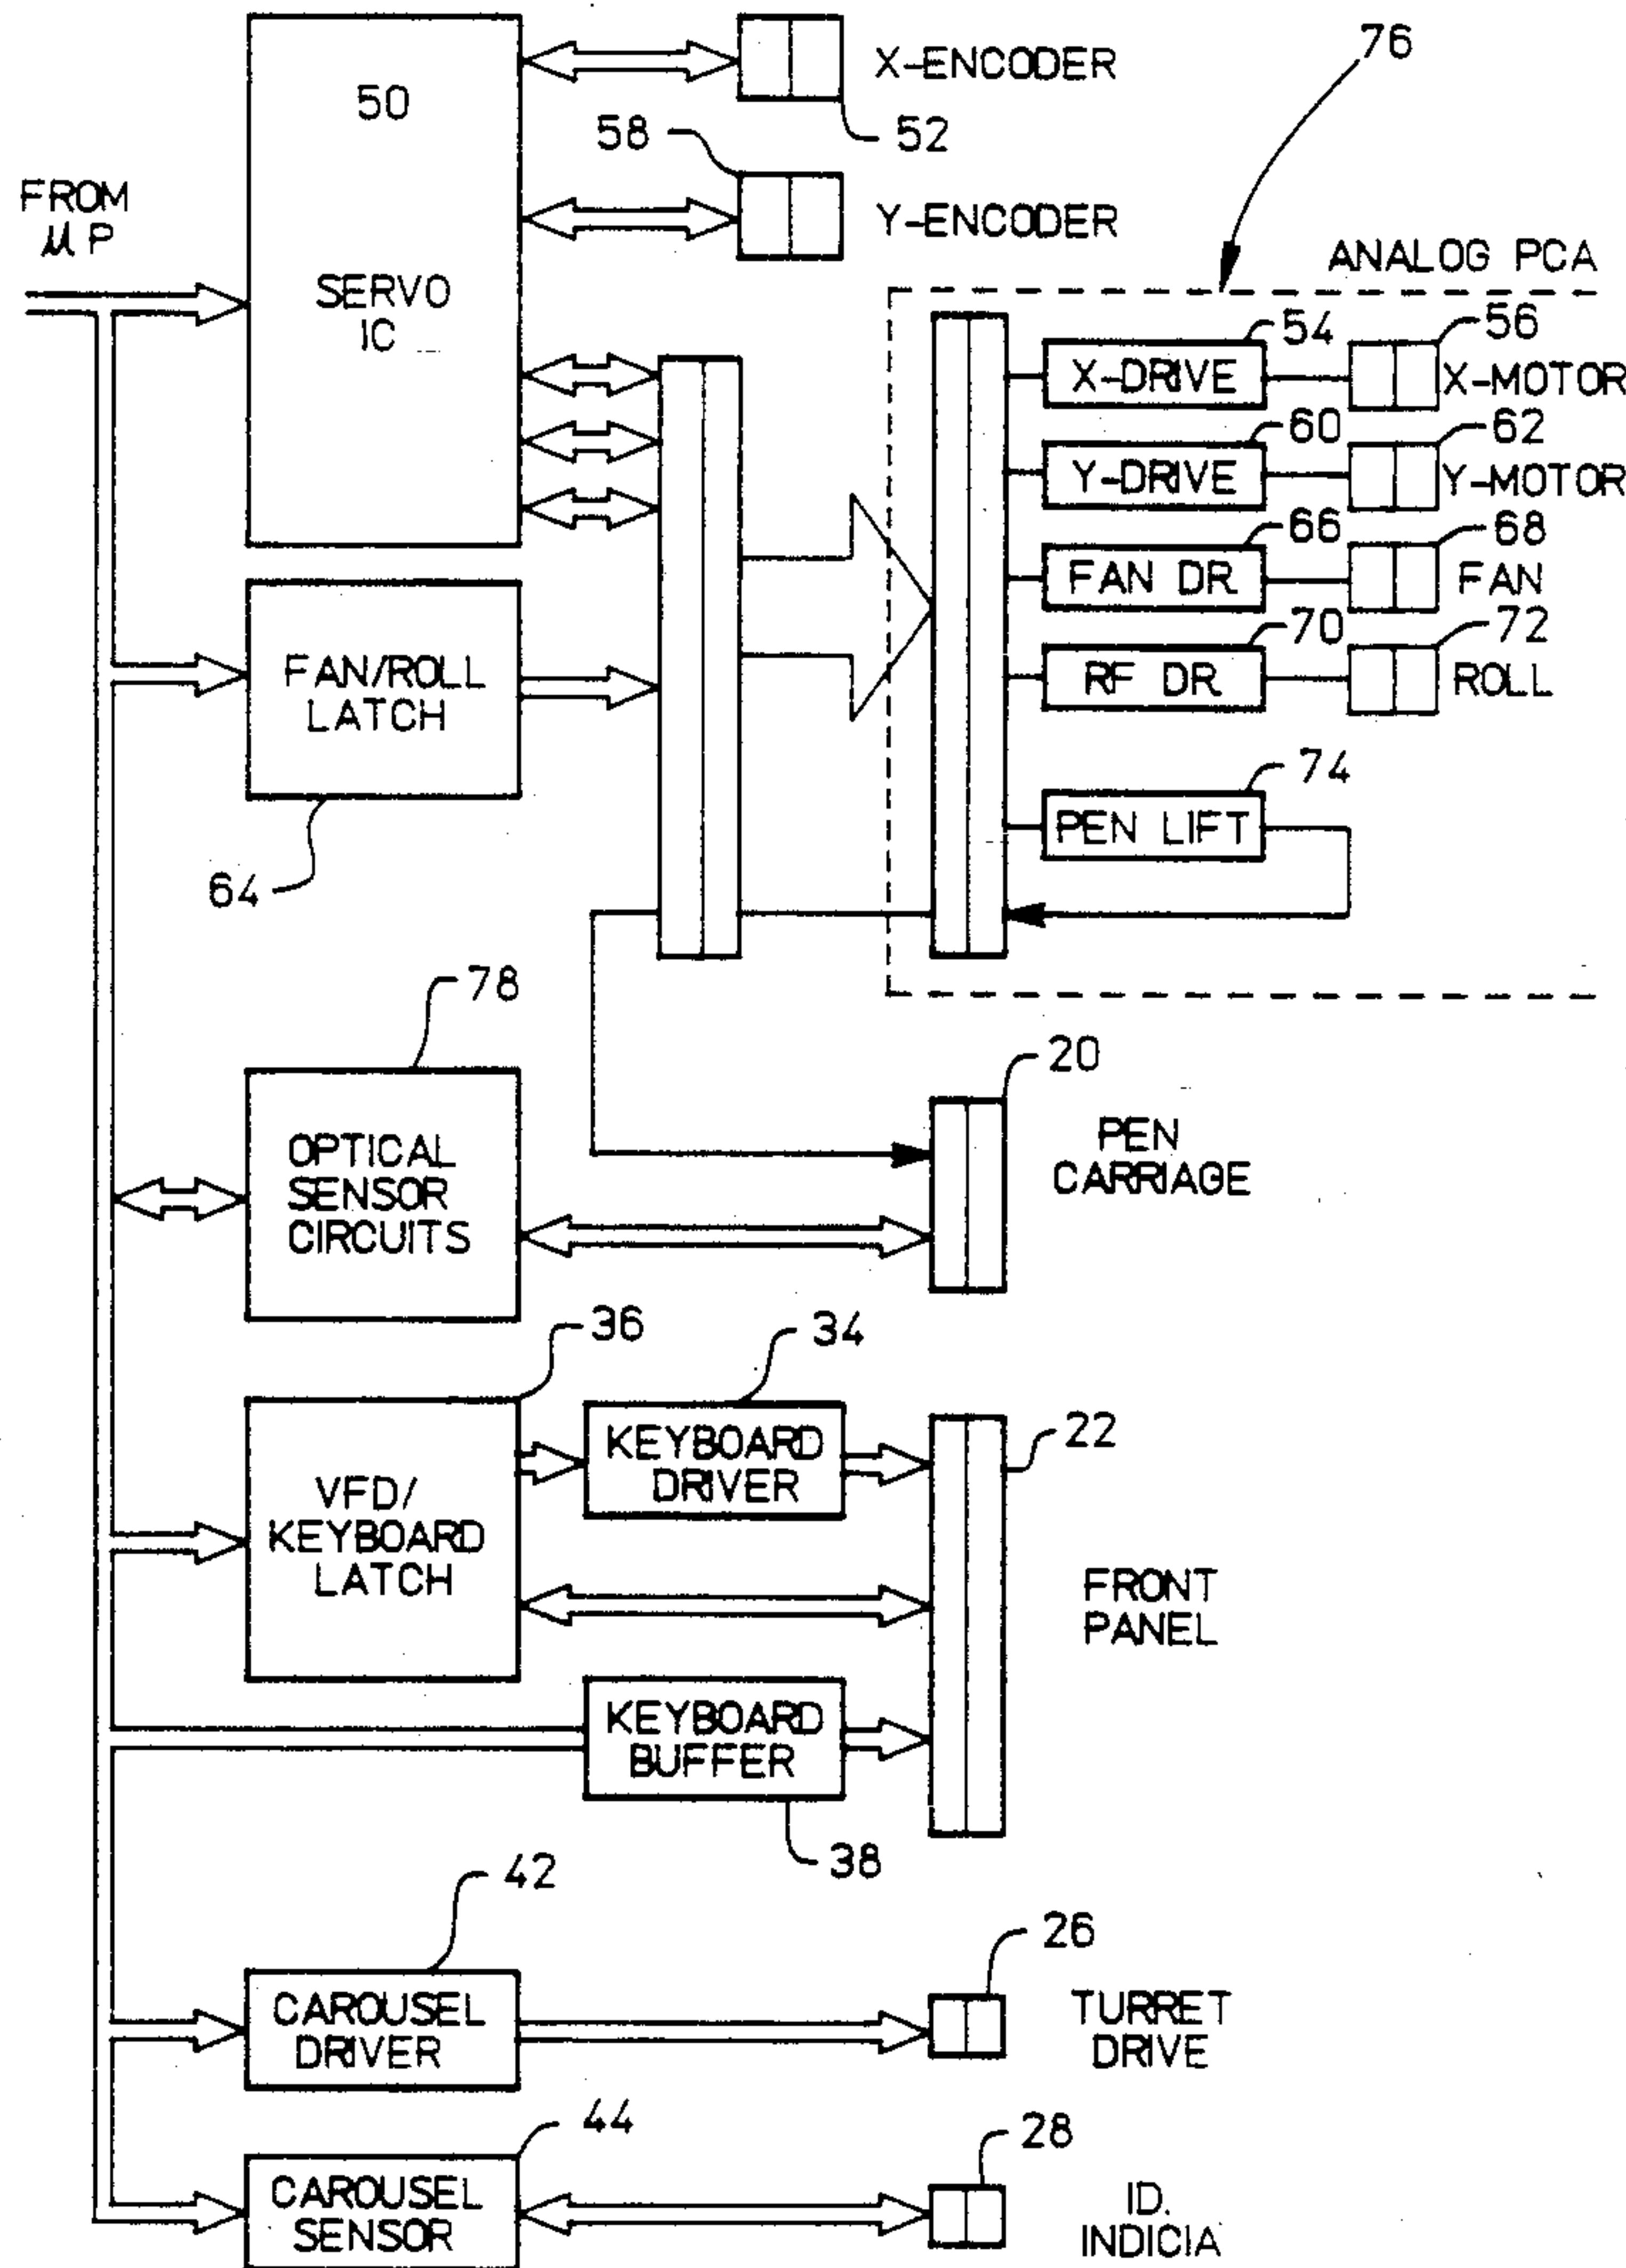 50
SERVO
IC
FROM
μP
X-ENCODER
52
58
Y-ENCODER
76
ANALOG PCA
54
X-DRIVE
56
X-MOTOR
60
Y-DRIVE
62
Y-MOTOR
66
FAN DR.
68
FAN
70
RF DR.
72
ROLL
74
PEN LIFT
FAN/ROLL
LATCH
64
78
OPTICAL
SENSOR
CIRCUITS
20
PEN
CARRIAGE
36
VFD/
KEYBOARD
LATCH
34
KEYBOARD
DRIVER
22
FRONT
PANEL
KEYBOARD
BUFFER
38
42
CAROUSEL
DRIVER
26
TURRET
DRIVE
44
CAROUSEL
SENSOR
28
ID.
INDICIA